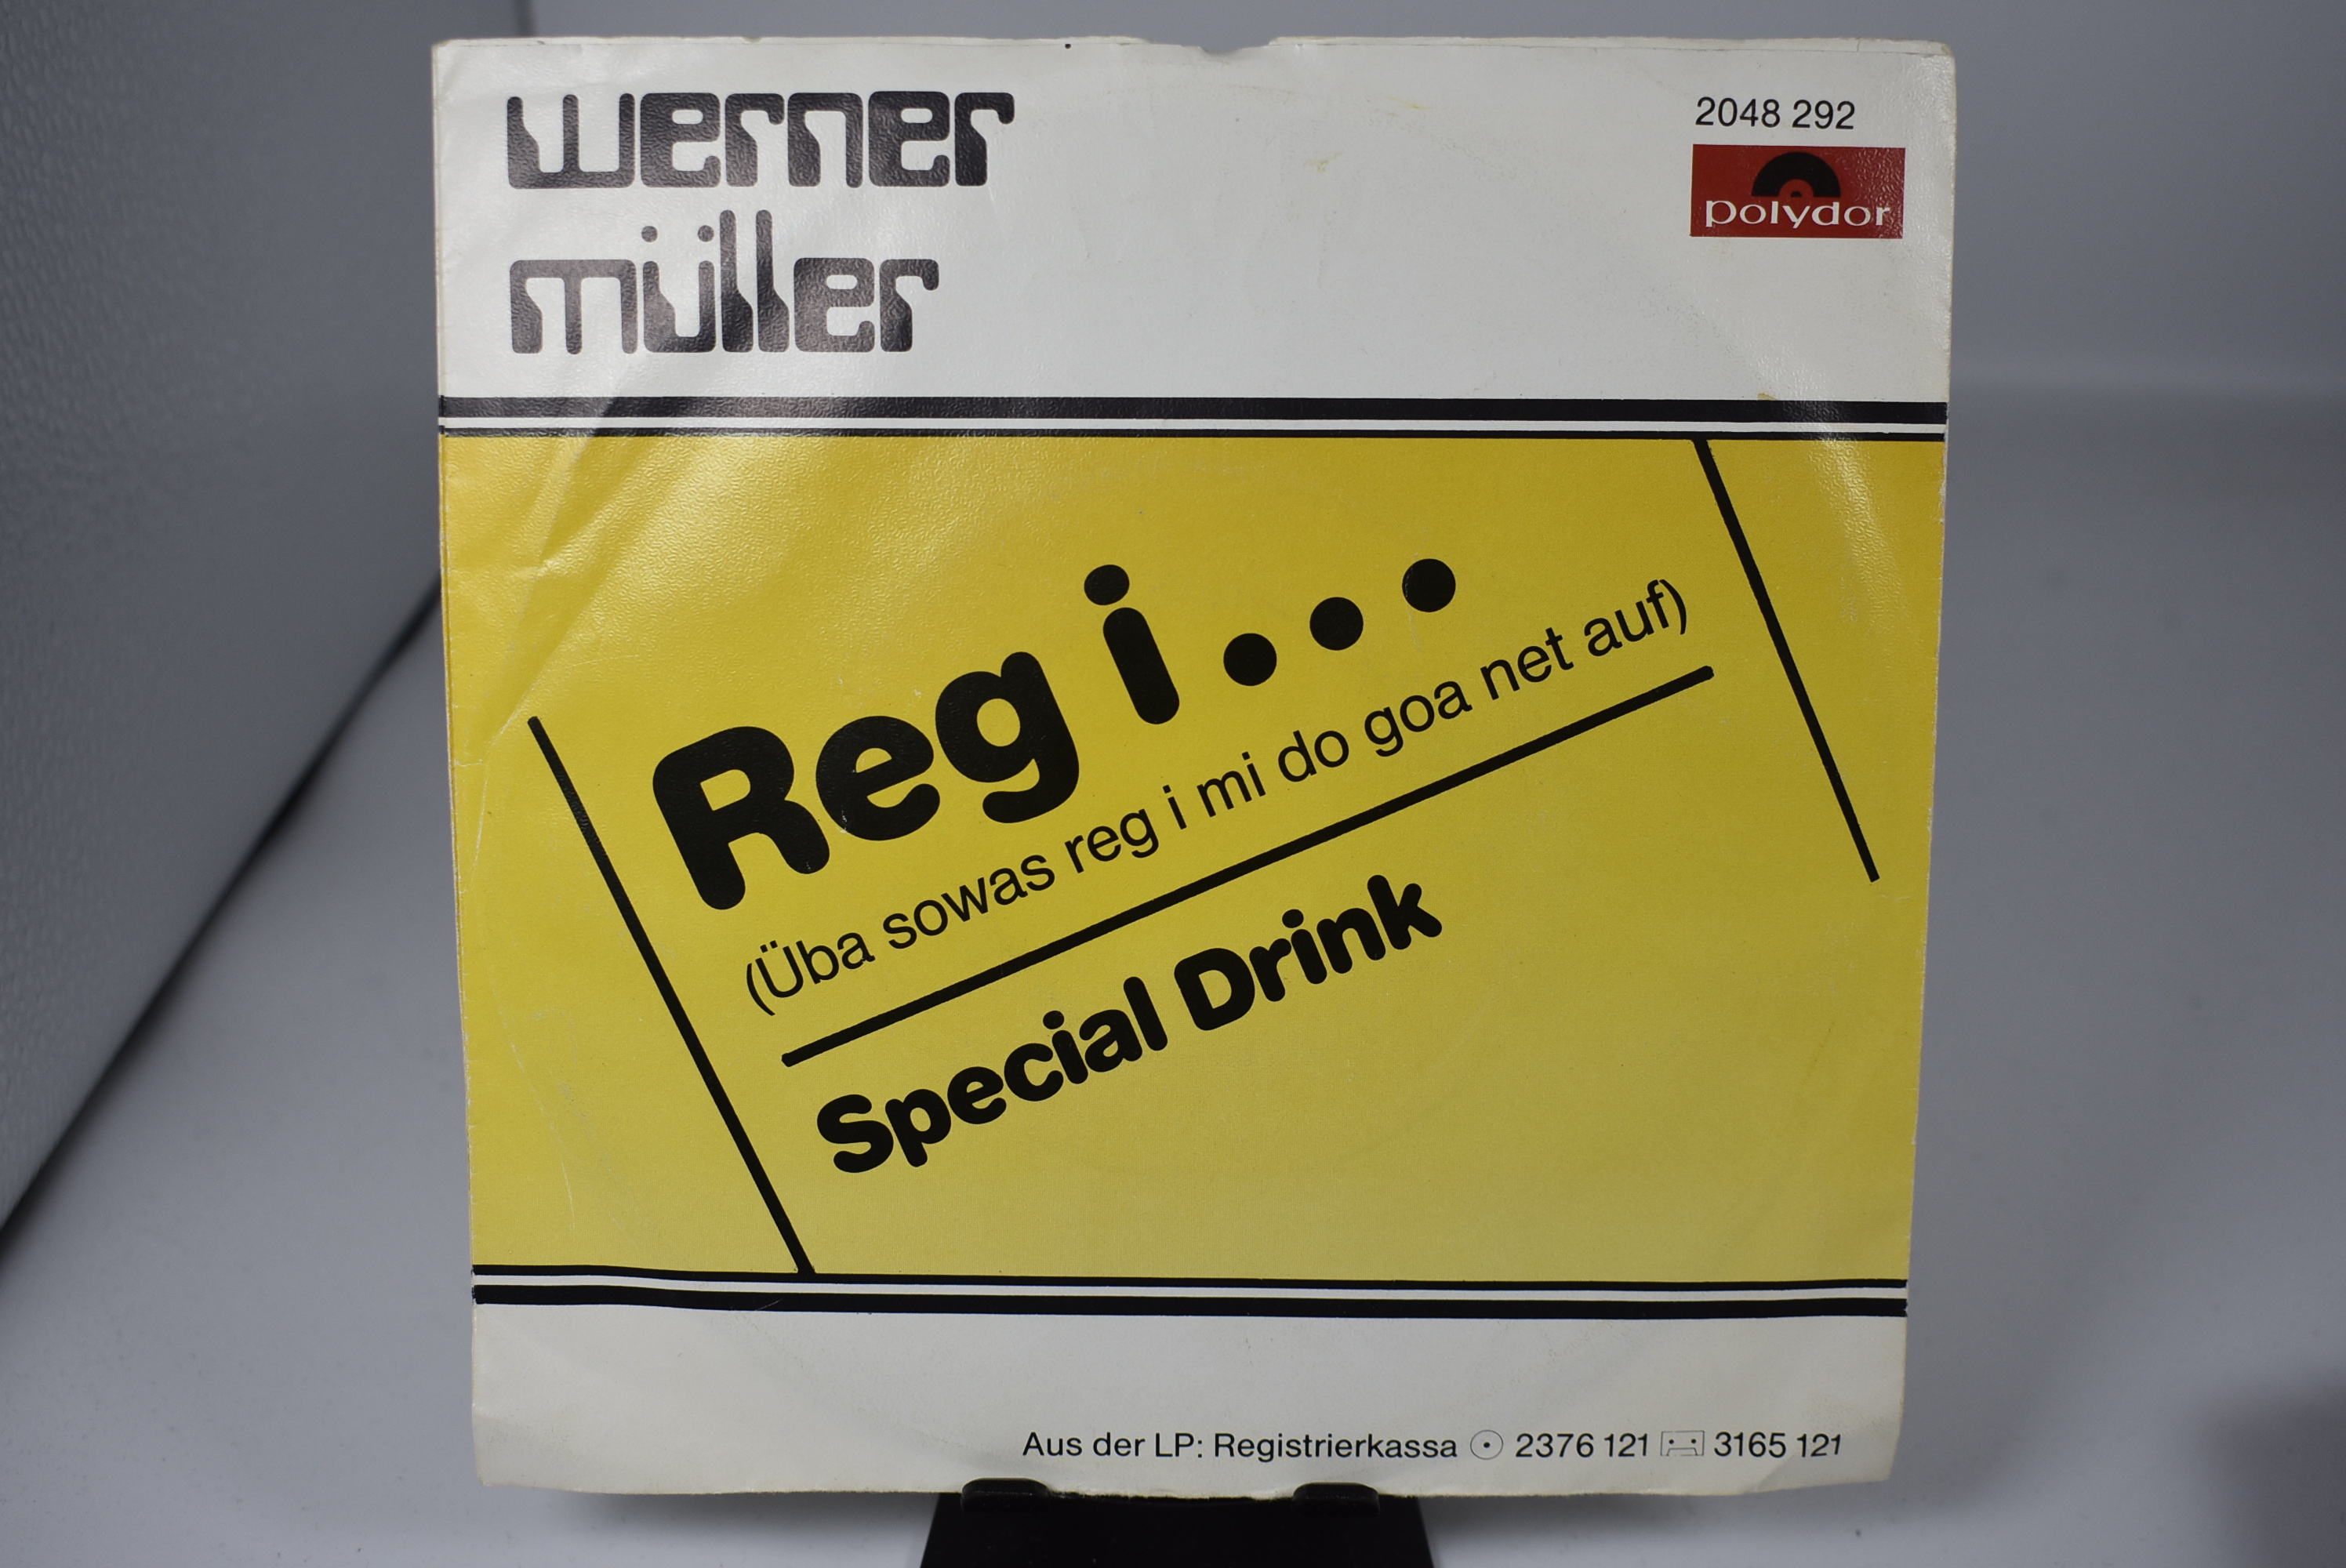 werner
müller
2048 292
polydor
Reg i...
(Üba sowas reg i mi do goa net auf)
Special Drink
Aus der LP: Registrierkassa 2376 121 3165 121